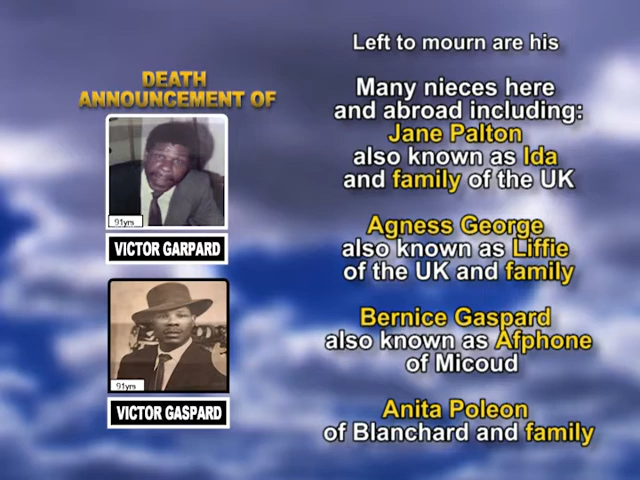 DEATH
ANNOUNCEMENT OF
91yrs
VICTOR GARPARD
91yrs
VICTOR GASPARD
Left to mourn are his
Many nieces here
and abroad including:
Jane Palton
also known as Ida
and family of the UK
Agness George
also known as Liffie
of the UK and family
Bernice Gaspard
also known as Afphone
of Micoud
Anita Poleon
of Blanchard and family